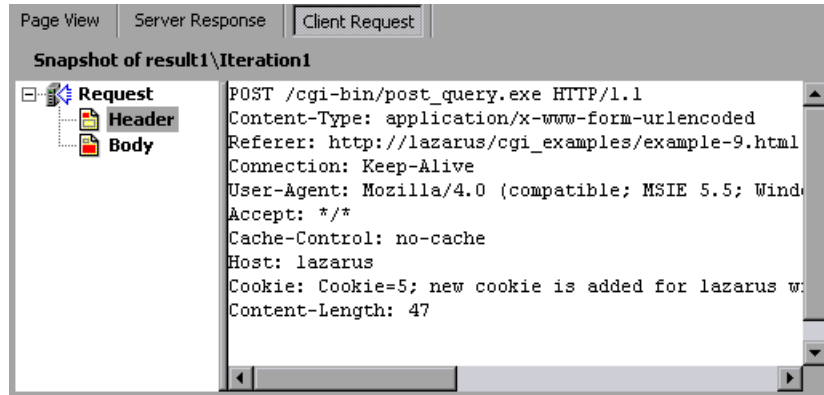 Page View Server Response Client Request
Snapshot of result1\Iteration1
Request
Header
Body
POST /cgi-bin/post_query.exe HTTP/1.1
Content-Type: application/x-www-form-urlencoded
Referer: http://lazarus/cgi_examples/example-9.html
Connection: Keep-Alive
User-Agent: Mozilla/4.0 (compatible; MSIE 5.5;
Accept: */*
Cache-Control: no-cache
Host: lazarus
Cookie: Cookie=5; new cookie is added for lazarus
Content-Length: 47